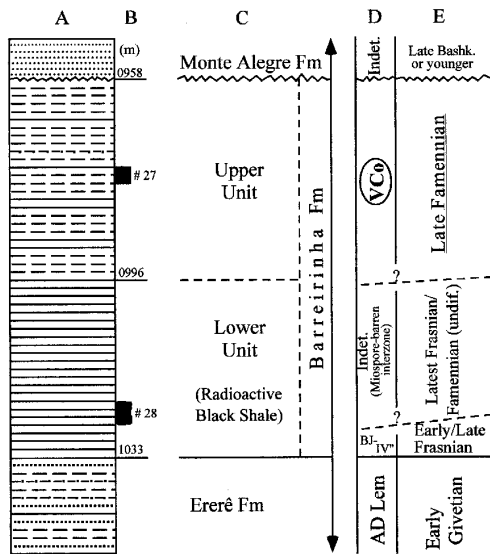 A B C D E
(m)
0958
# 27
0996
# 28
1033
Monte Alegre Fm
Upper
Unit
Lower
Unit
(Radioactive
Black Shale)
Ererê Fm
Barreirinha Fm
Indet.
VCo
?
Indet.
(Miospore-barren
interzone)
?
BJ-
IV"
AD Lem
Late Bashk.
or younger
Late Famennian
Latest Frasnian/
Famennian (undif.)
Early/Late
Frasnian
Early
Givetian